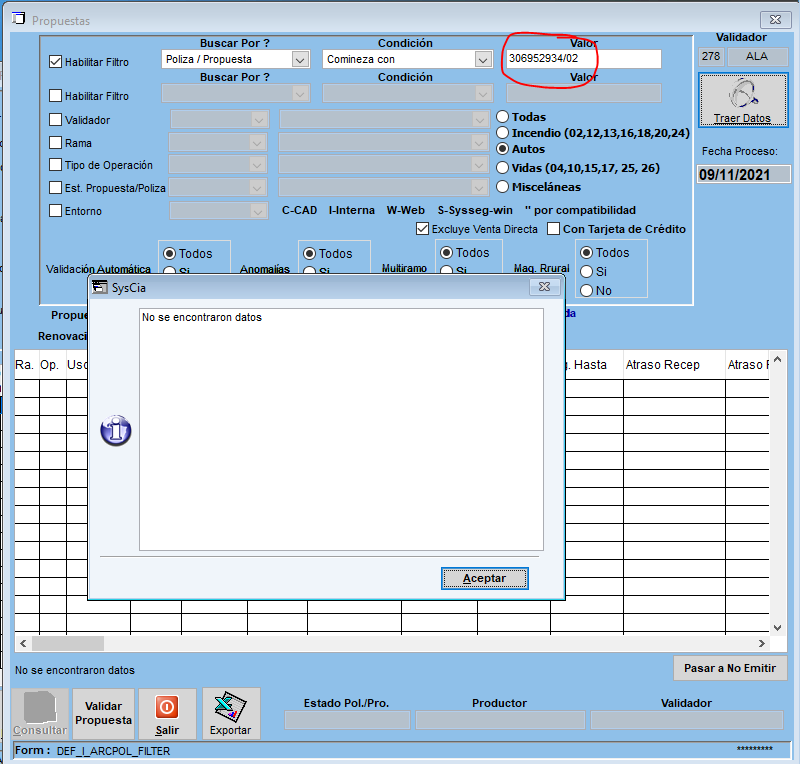 Propuestas
Buscar Por ? Condición Valor Validador
Habilitar Filtro Poliza / Propuesta Comineza con 306952934/02 278 ALA
Buscar Por ? Condición Valor
Habilitar Filtro
Traer Datos
Validador Todas
Rama Incendio (02,12,13,16,18,20,24)
Autos
Fecha Proceso:
Tipo de Operación Vidas (04,10,15,17, 25, 26)
09/11/2021
Est. Propuesta/Poliza Misceláneas
Entorno C-CAD I-Interna W-Web S-Sysseg-win " por compatibilidad
Excluye Venta Directa Con Tarjeta de Crédito
Todos Todos Todos Todos
Validación Automática Si Anomalías Si Multiramo Si Maq. Rrural Si
No
SysCia
Propue da
No se encontraron datos
Renovaci
Ra. Op. Uso . Hasta Atraso Recep Atraso
Aceptar
No se encontraron datos
Pasar a No Emitir
Consultar Validar Propuesta Salir Exportar
Estado Pol./Pro. Productor Validador
Form : DEF_I_ARCPOL_FILTER *********